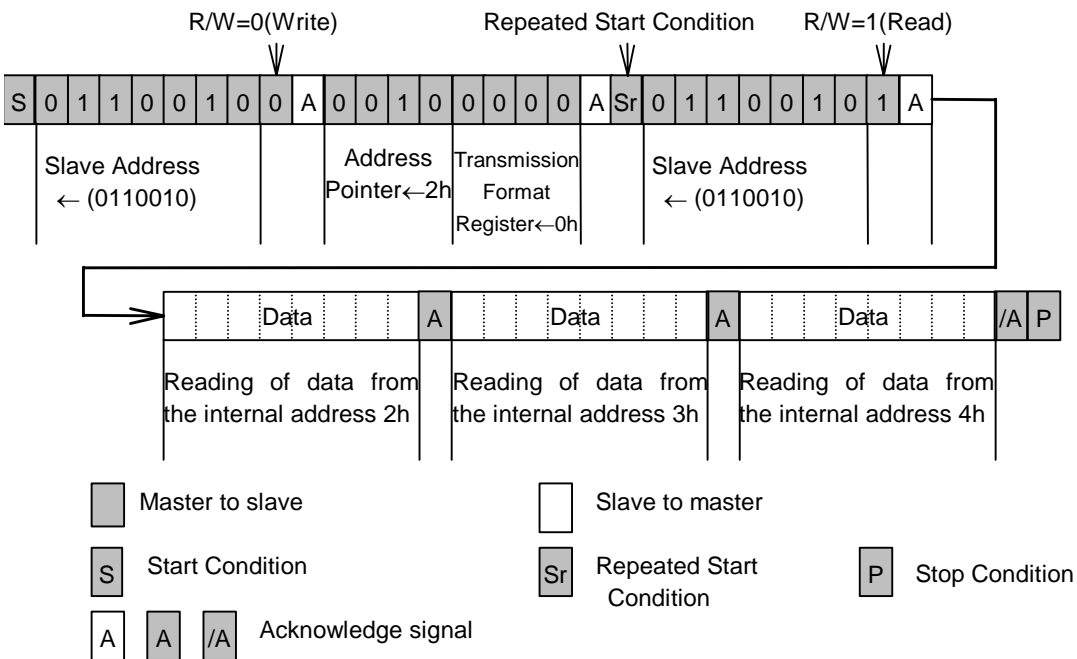 R/W=0(Write) Repeated Start Condition R/W=1(Read)
S 0 1 1 0 0 1 0 0 A 0 0 1 0 0 0 0 0 A Sr 0 1 1 0 0 1 0 1 A
Slave Address
← (0110010)
Address
Pointer←2h
Transmission
Format
Register←0h
Slave Address
← (0110010)
Data A Data A Data /A P
Reading of data from
the internal address 2h
Reading of data from
the internal address 3h
Reading of data from
the internal address 4h
Master to slave Slave to master
S Start Condition
Sr Repeated Start
Condition
P Stop Condition
A A /A Acknowledge signal